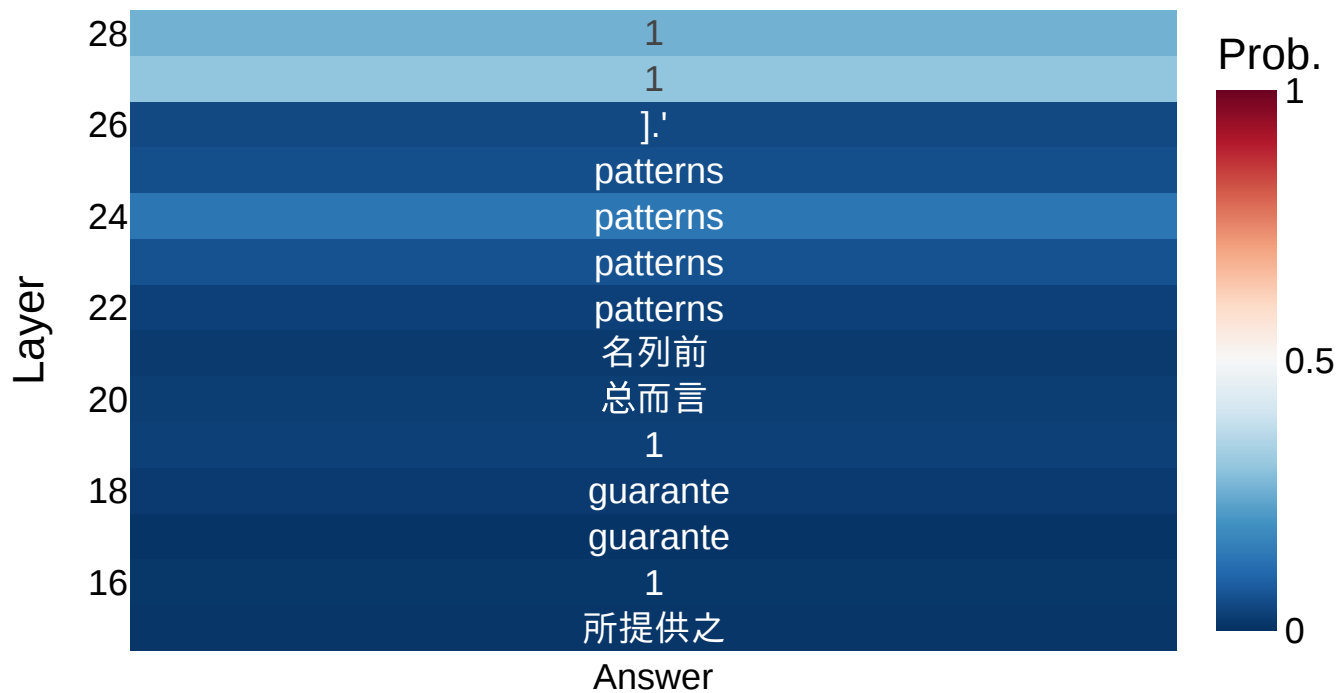 Prob.
28 1
1
1
26 ].'
patterns
24 patterns
patterns
22 patterns
名列前
0.5
20 总而言
1
18 guarante
guarante
16 1
所提供之
0
Layer
Answer